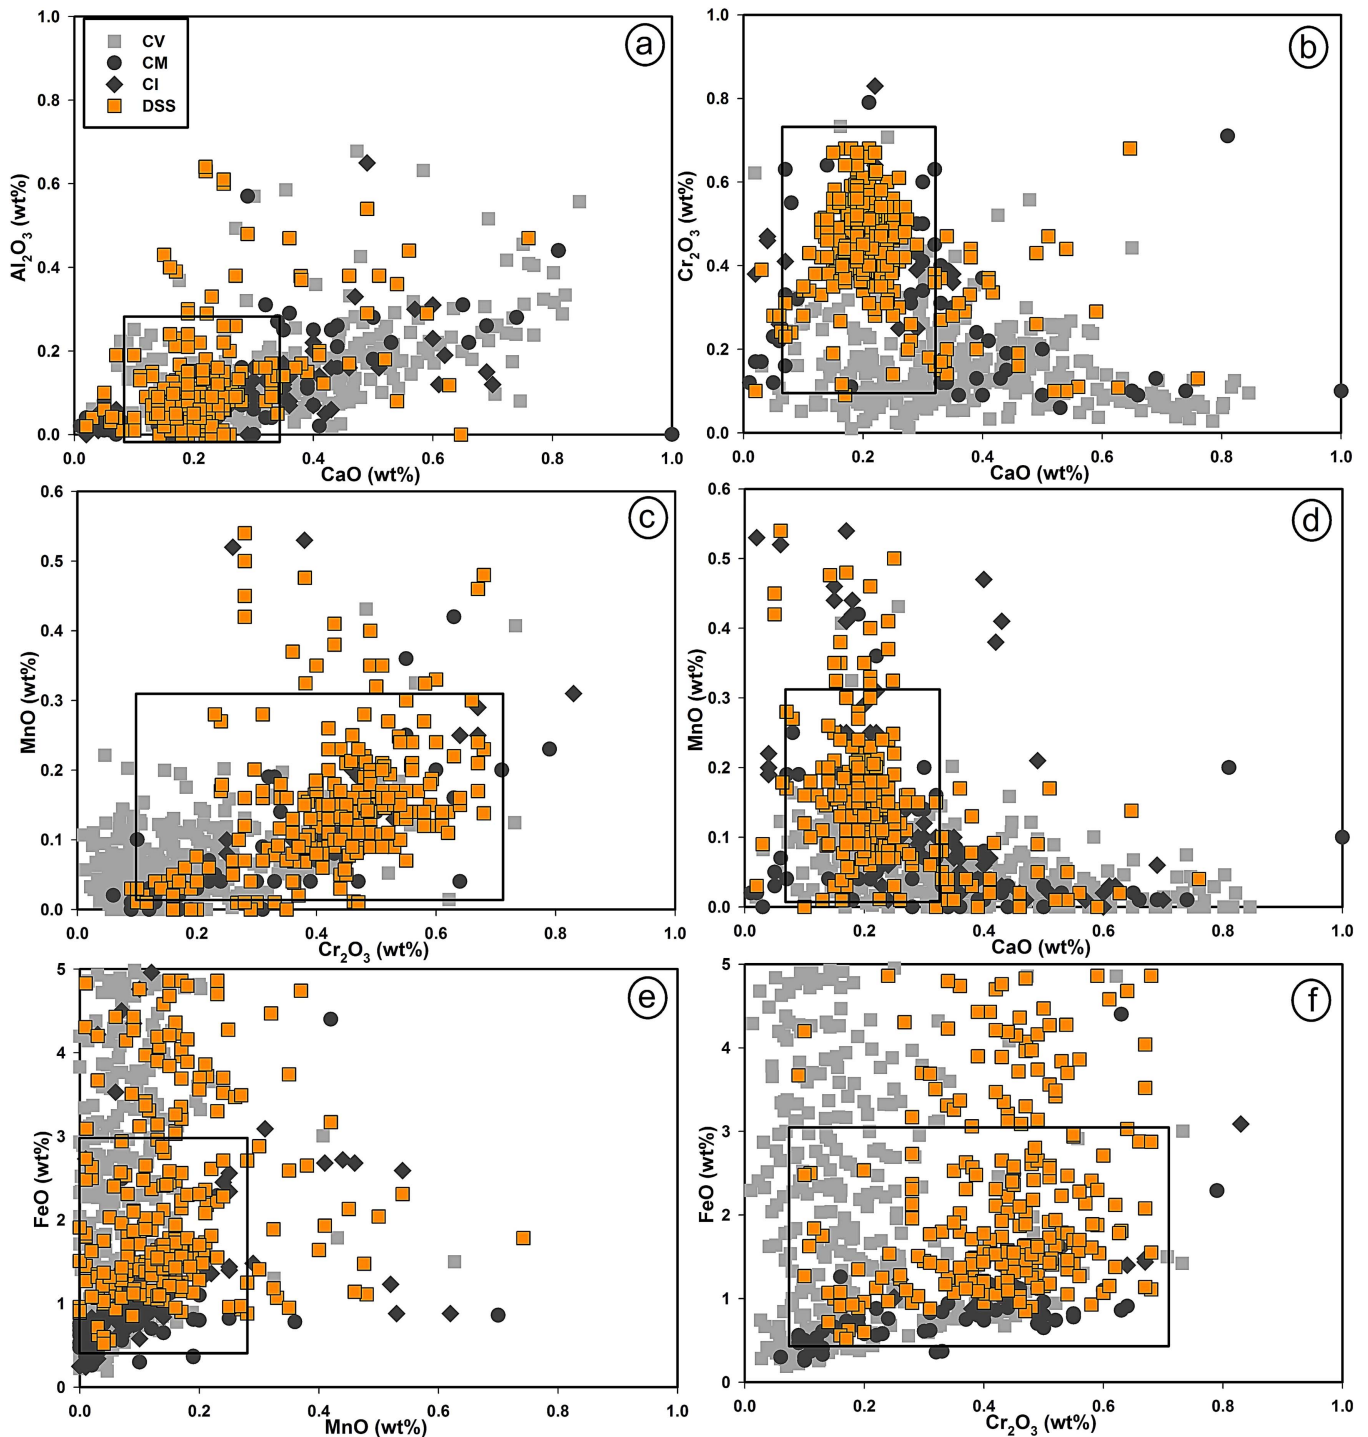 a
CV
CM
CI
DSS
1.0
0.8
0.6
0.4
0.2
0.0
Al2O3 (wt%)
0.0 0.2 0.4 0.6 0.8 1.0
CaO (wt%)
b
1.0
0.8
0.6
0.4
0.2
0.0
Cr2O3 (wt%)
0.0 0.2 0.4 0.6 0.8 1.0
CaO (wt%)
c
0.6
0.5
0.4
0.3
0.2
0.1
0.0
MnO (wt%)
0.0 0.2 0.4 0.6 0.8 1.0
Cr2O3 (wt%)
d
0.6
0.5
0.4
0.3
0.2
0.1
0.0
MnO (wt%)
0.0 0.2 0.4 0.6 0.8 1.0
CaO (wt%)
e
5
4
3
2
1
0
FeO (wt%)
0.0 0.2 0.4 0.6 0.8 1.0
MnO (wt%)
f
5
4
3
2
1
0
FeO (wt%)
0.0 0.2 0.4 0.6 0.8 1.0
Cr2O3 (wt%)